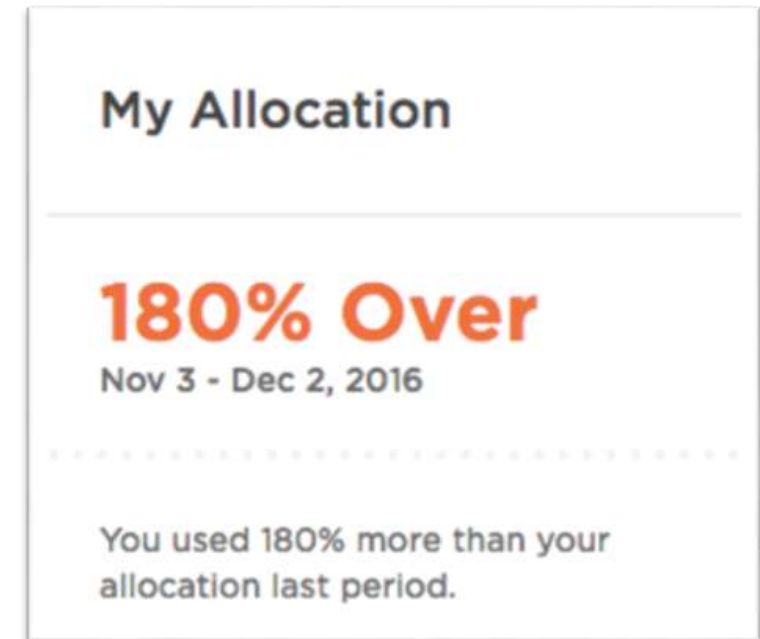 My Allocation
180% Over
Nov 3 - Dec 2, 2016
You used 180% more than your
allocation last period.